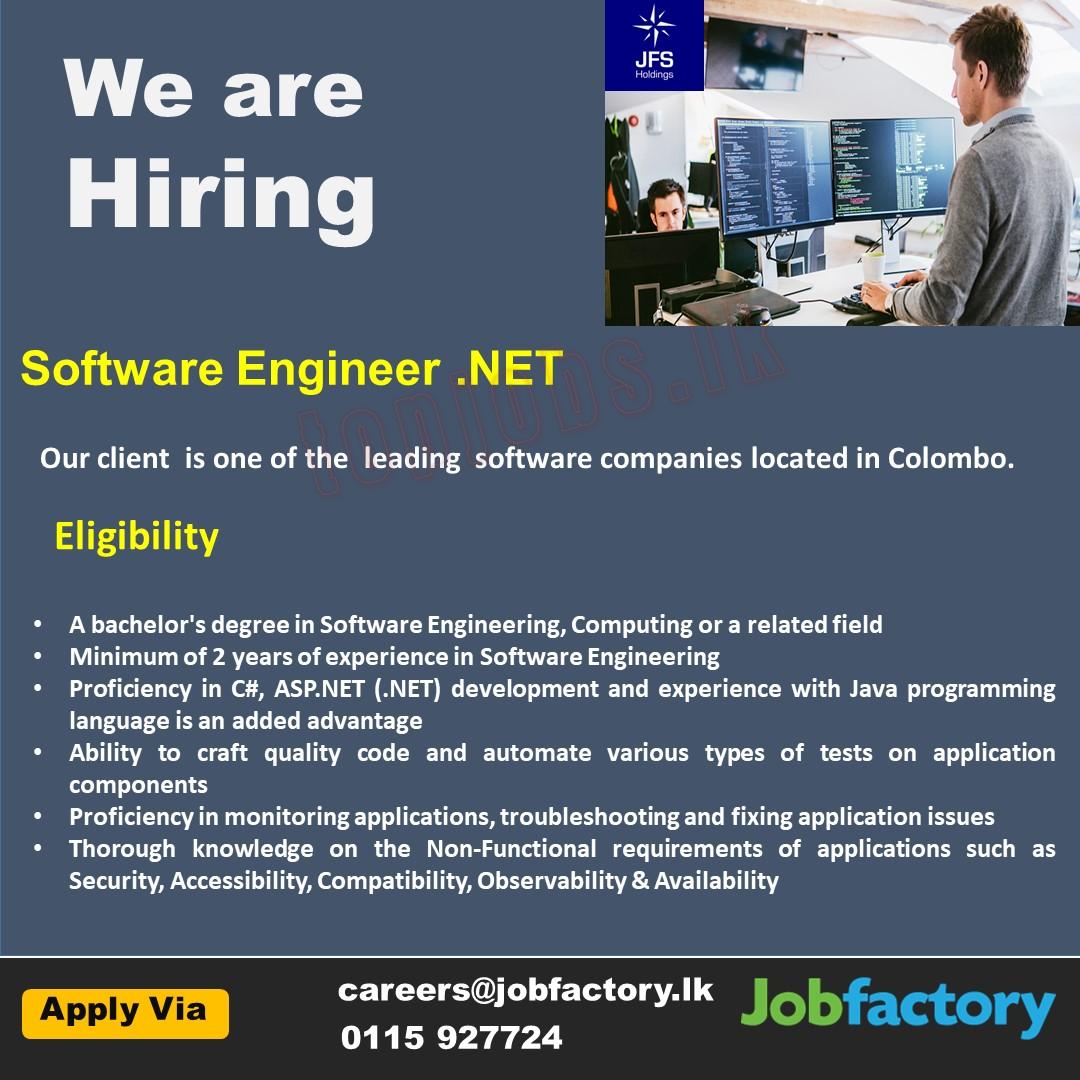 We are
Hiring
JFS
Holdings
Software Engineer .NET
topjobs.lk
Our client is one of the leading software companies located in Colombo.
Eligibility
• A bachelor's degree in Software Engineering, Computing or a related field
• Minimum of 2 years of experience in Software Engineering
• Proficiency in C#, ASP.NET (.NET) development and experience with Java programming
language is an added advantage
• Ability to craft quality code and automate various types of tests on application
components
• Proficiency in monitoring applications, troubleshooting and fixing application issues
• Thorough knowledge on the Non-Functional requirements of applications such as
Security, Accessibility, Compatibility, Observability & Availability
Apply Via
careers@jobfactory.lk
0115 927724
Jobfactory